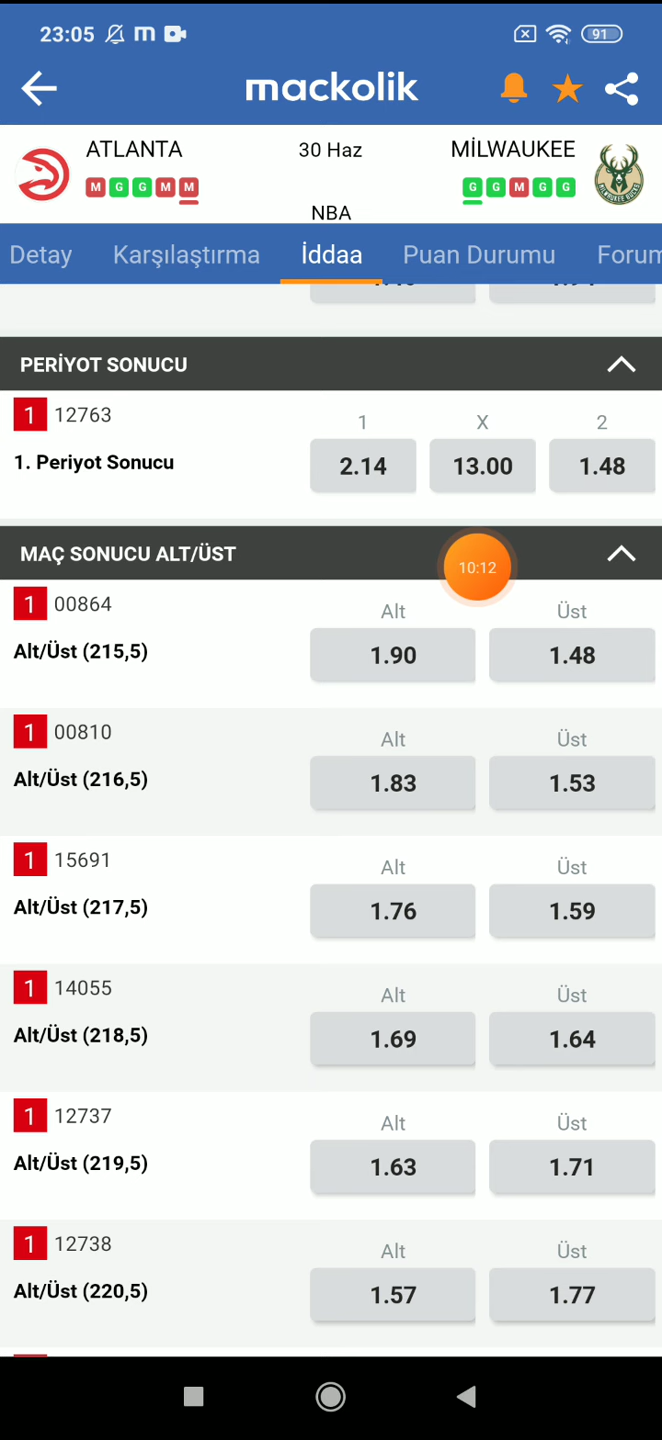 23:05 m 91
mackolik
ATLANTA 30 Haz MİLWAUKEE
M G G M M G G M G G
NBA
Detay Karşılaştırma İddaa Puan Durumu Forum
PERİYOT SONUCU
1 12763 1 X 2
1. Periyot Sonucu 2.14 13.00 1.48
MAÇ SONUCU ALT/ÜST 10:12
1 00864 Alt Üst
Alt/Üst (215,5) 1.90 1.48
1 00810 Alt Üst
Alt/Üst (216,5) 1.83 1.53
1 15691 Alt Üst
Alt/Üst (217,5) 1.76 1.59
1 14055 Alt Üst
Alt/Üst (218,5) 1.69 1.64
1 12737 Alt Üst
Alt/Üst (219,5) 1.63 1.71
1 12738 Alt Üst
Alt/Üst (220,5) 1.57 1.77